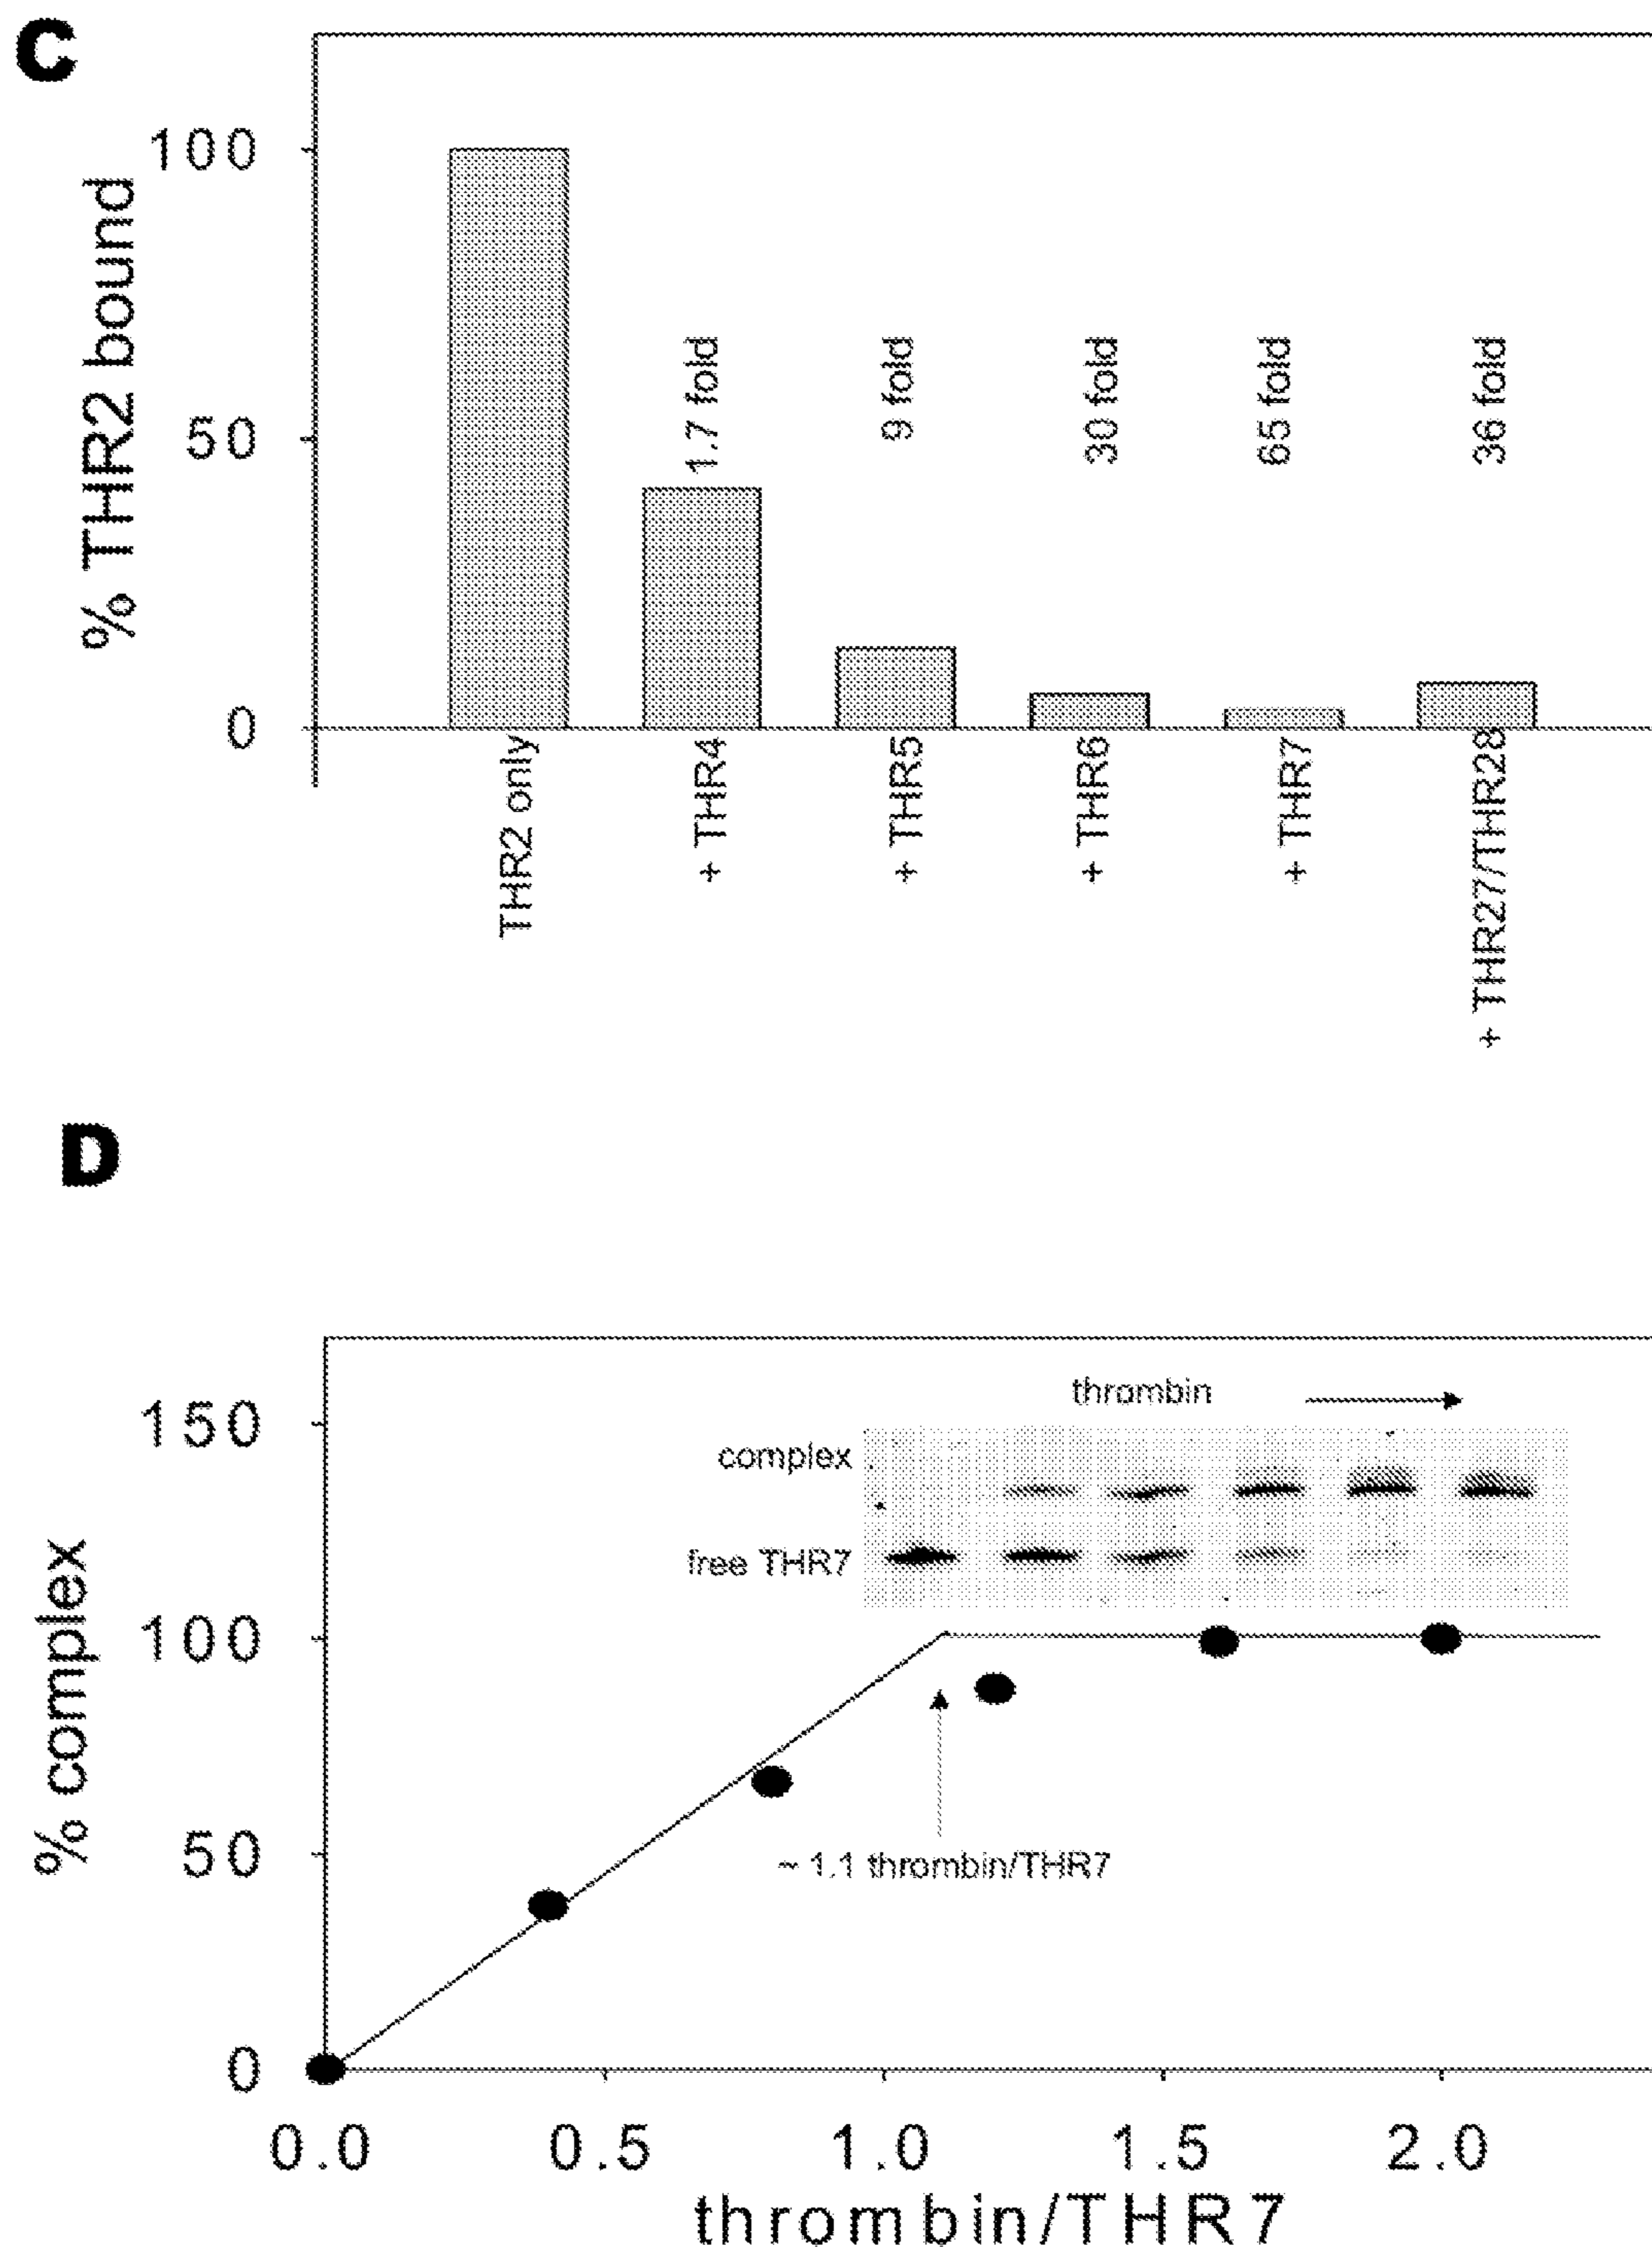 C
% THR2 bound
100
50
0
1.7 fold
9 fold
30 fold
65 fold
36 fold
THR2 only
+ THR4
+ THR5
+ THR6
+ THR7
+ THR27/THR28
D
% complex
150
100
50
0
thrombin
complex
free THR7
~ 1.1 thrombin/THR7
0.0 0.5 1.0 1.5 2.0
thrombin/THR7